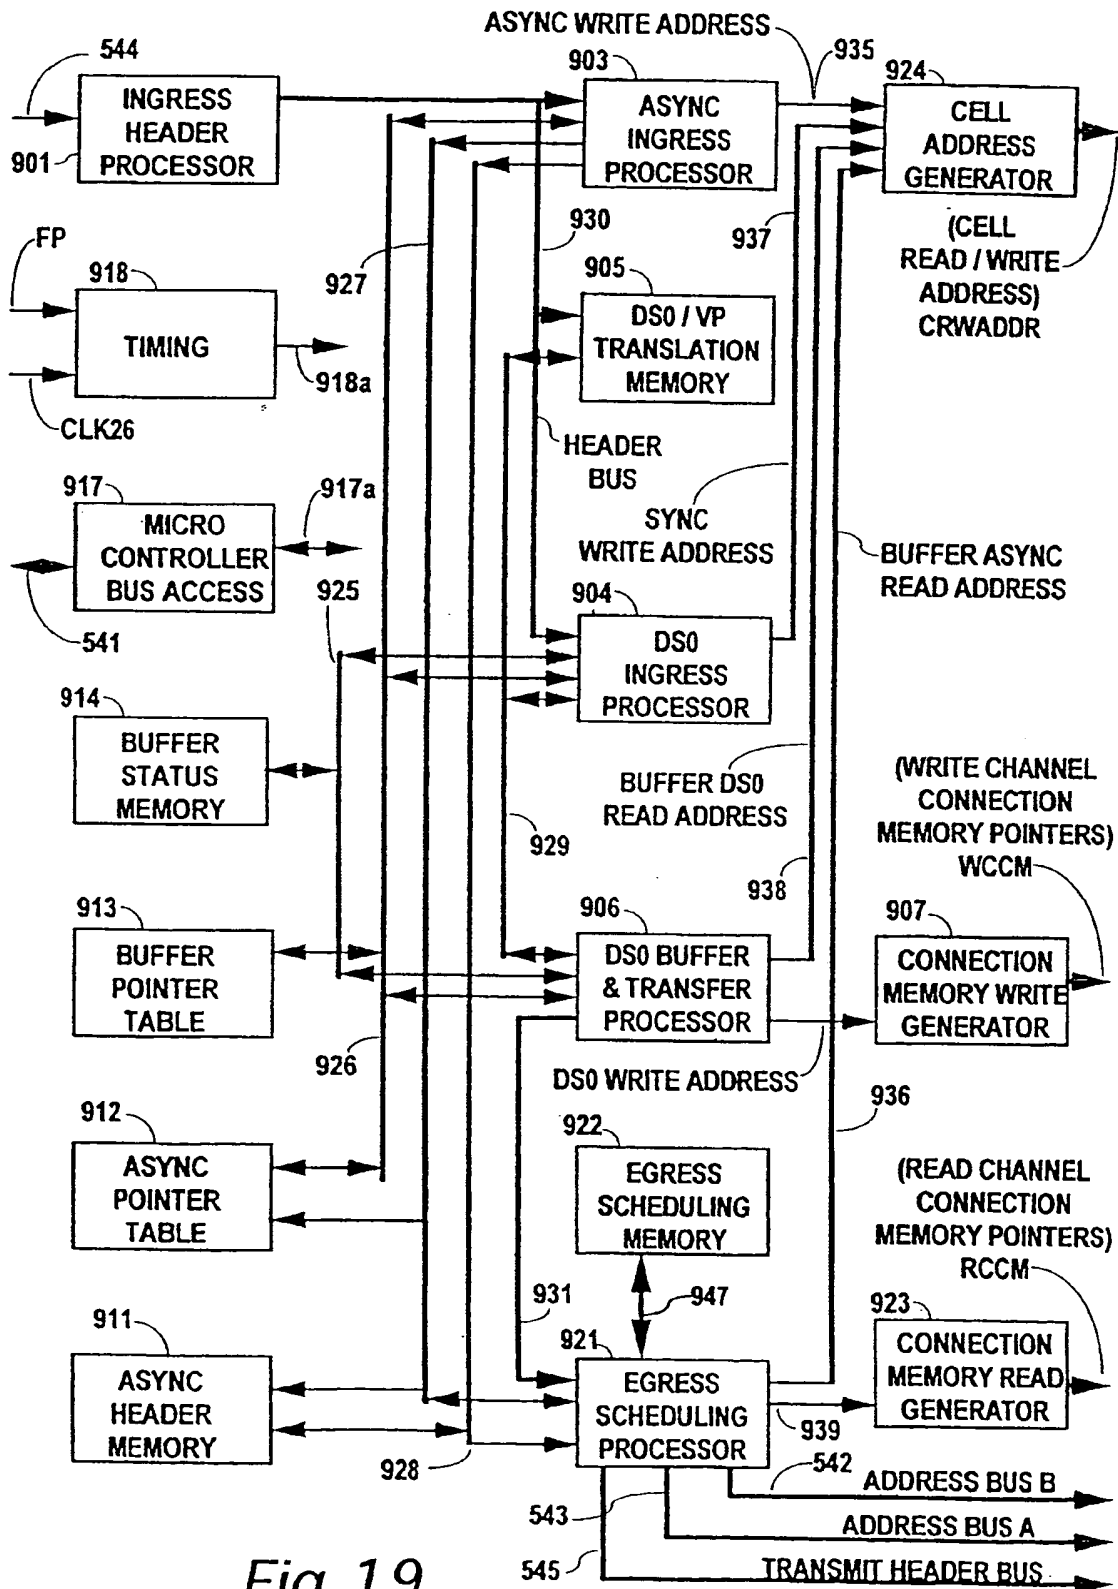 ASYNC WRITE ADDRESS
544
903
935
924
INGRESS
HEADER
PROCESSOR
901
ASYNC
INGRESS
PROCESSOR
CELL
ADDRESS
GENERATOR
FP
918
927
930
937
905
(CELL
READ / WRITE
ADDRESS)
CRWADDR
TIMING
918a
DS0 / VP
TRANSLATION
MEMORY
CLK26
HEADER
BUS
917
917a
MICRO
CONTROLLER
BUS ACCESS
SYNC
WRITE ADDRESS
BUFFER ASYNC
READ ADDRESS
541
925
904
DS0
INGRESS
PROCESSOR
914
BUFFER
STATUS
MEMORY
BUFFER DS0
READ ADDRESS
(WRITE CHANNEL
CONNECTION
MEMORY POINTERS)
WCCM
929
938
913
906
907
BUFFER
POINTER
TABLE
DS0 BUFFER
& TRANSFER
PROCESSOR
CONNECTION
MEMORY WRITE
GENERATOR
926
DS0 WRITE ADDRESS
936
912
922
ASYNC
POINTER
TABLE
EGRESS
SCHEDULING
MEMORY
(READ CHANNEL
CONNECTION
MEMORY POINTERS)
RCCM
931
947
911
921
923
ASYNC
HEADER
MEMORY
EGRESS
SCHEDULING
PROCESSOR
CONNECTION
MEMORY READ
GENERATOR
939
928
542
ADDRESS BUS B
543
ADDRESS BUS A
545
TRANSMIT HEADER BUS
Fig. 19